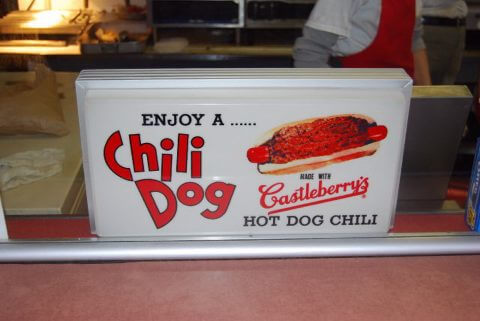 ENJOY A ......
Chili
Dog
MADE WITH
Castleberry's
HOT DOG CHILI